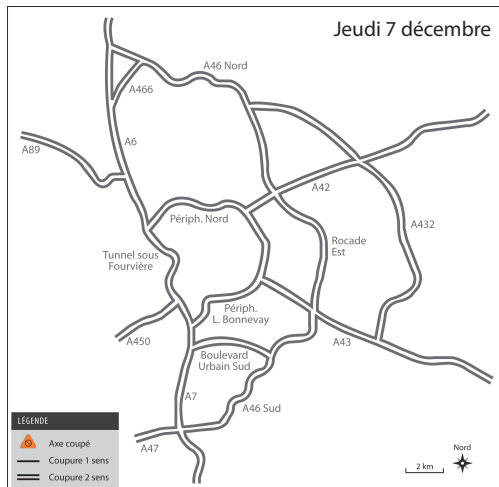 Jeudi 7 décembre
A46 Nord
A466
A6
A89
A42
Périph. Nord
A432
Rocade
Est
Tunnel sous
Fourvière
Périph.
L. Bonnevay
A450
A43
Boulevard
Urbain Sud
A7
A46 Sud
A47
LÉGENDE
Axe coupé
Coupure 1 sens
Coupure 2 sens
2 km
Nord